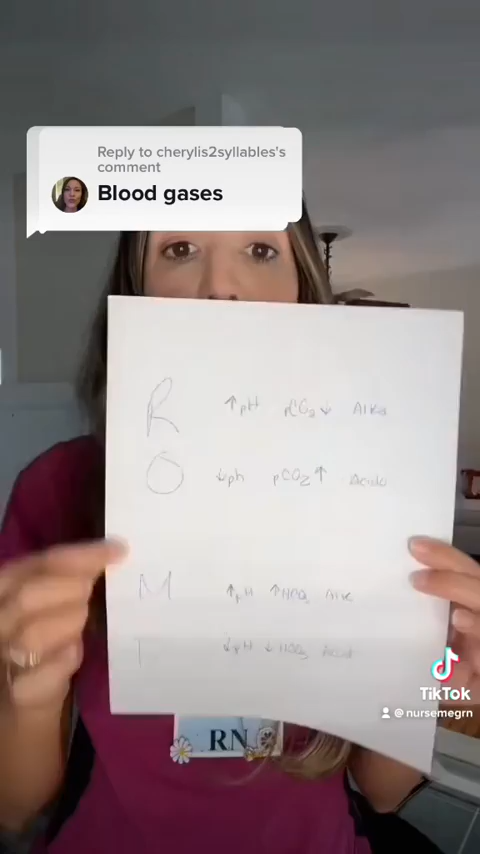 Reply to cherylis2syllables's
comment
Blood gases
R ↑pH pCO2↓ Alka
O ↓ph pCO2↑ Acido
M ↑pH ↑HCO3 Alk
T ↓pH ↓HCO3 Acid
RN
TikTok
@nursemegrn